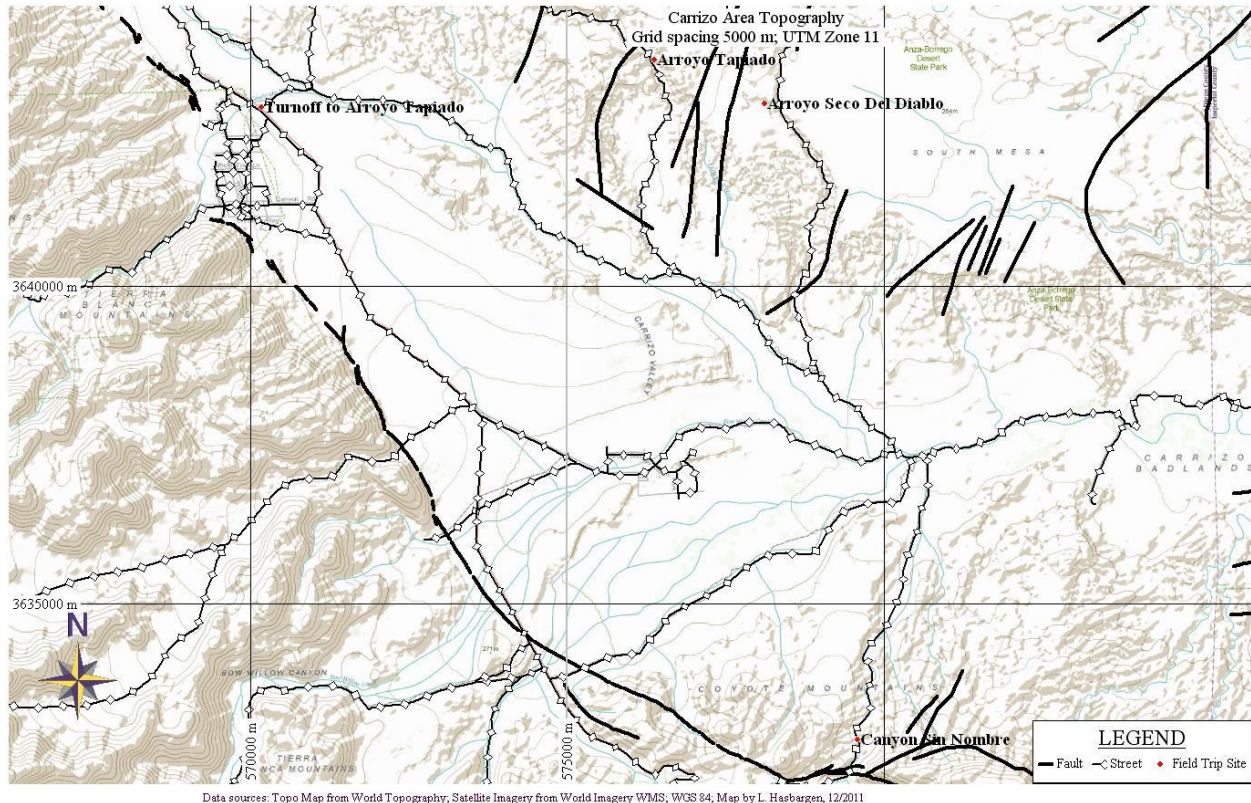 Carrizo Area Topography
Grid spacing 5000 m; UTM Zone 11
Arroyo Tapiado
Anza-Borrego
Desert
State Park
Turnoff to Arroyo Tapiado
Arroyo Seco Del Diablo
SOUTH MESA
3640000 m
TIERRA
BLANCA
MOUNTAINS
Anza-Borrego
Desert State
Park
CARRIZO VALLEY
CARRIZO
BADLANDS
3635000 m
N
271m
BOW WILLOW CANYON
COYOTE MOUNTAINS
570000 m
575000 m
Canyon Sin Nombre
TIERRA
NCA MOUNTAINS
LEGEND
Fault
Street
Field Trip Site
Data sources: Topo Map from World Topography; Satellite Imagery from World Imagery WMS; WGS 84; Map by L. Hasbargen, 12/2011